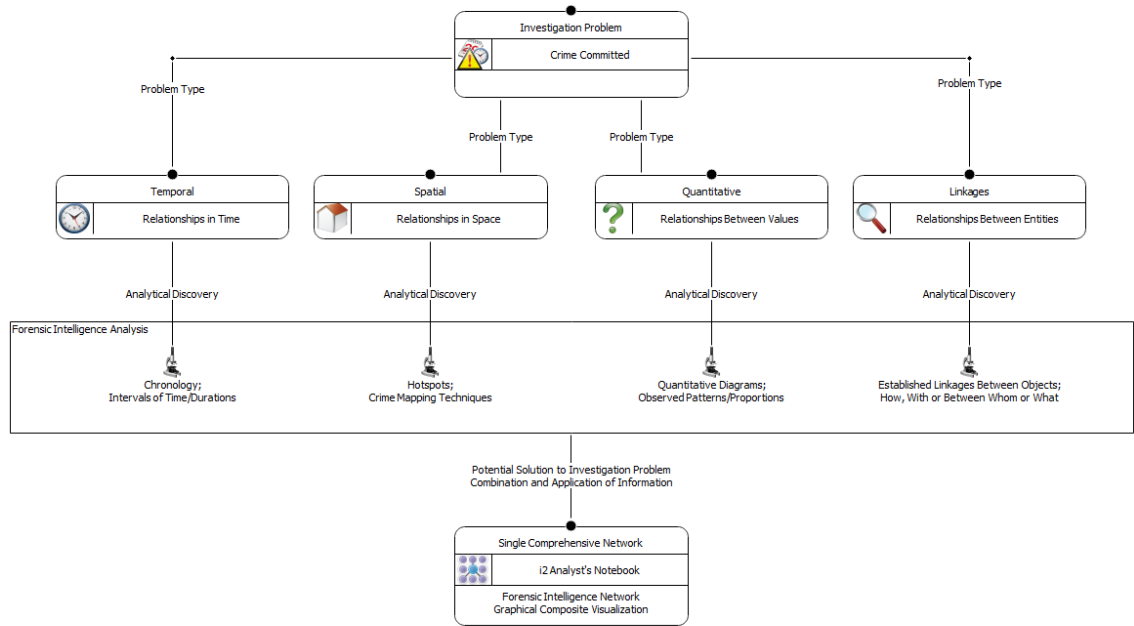 Investigation Problem
Crime Committed
Problem Type
Problem Type
Problem Type
Problem Type
Temporal
Relationships in Time
Spatial
Relationships in Space
Quantitative
Relationships Between Values
Linkages
Relationships Between Entities
Analytical Discovery
Analytical Discovery
Analytical Discovery
Analytical Discovery
Forensic Intelligence Analysis
Chronology;
Intervals of Time/Durations
Hotspots;
Crime Mapping Techniques
Quantitative Diagrams;
Observed Patterns/Proportions
Established Linkages Between Objects;
How, With or Between Whom or What
Potential Solution to Investigation Problem
Combination and Application of Information
Single Comprehensive Network
i2 Analyst's Notebook
Forensic Intelligence Network
Graphical Composite Visualization